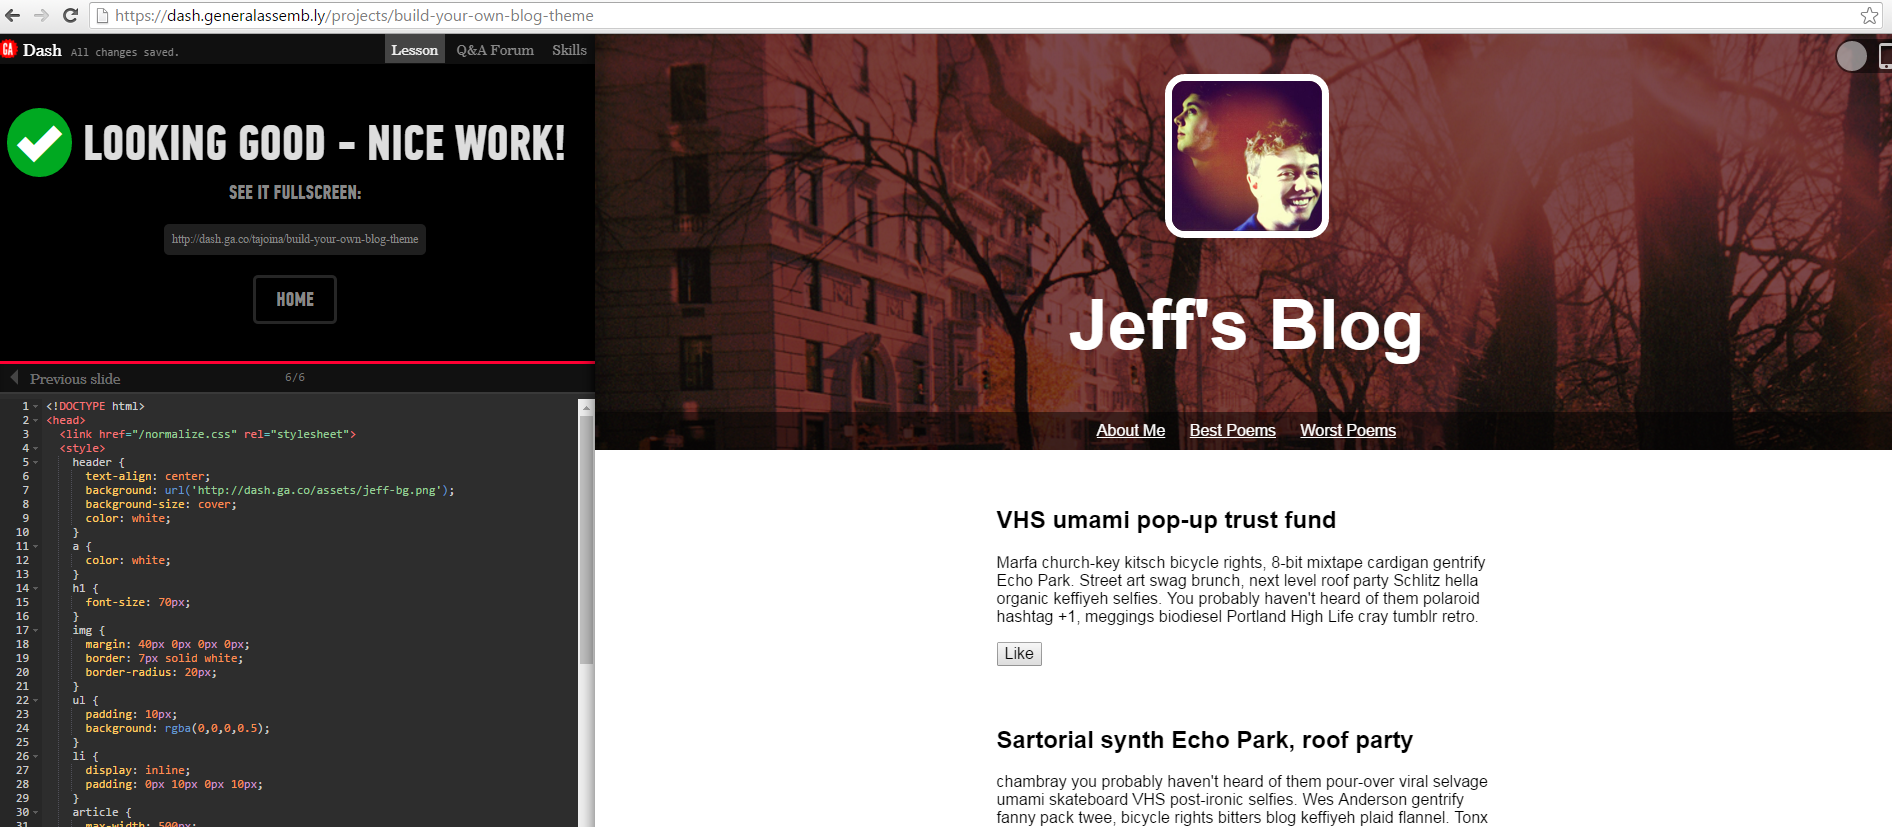 https://dash.generalassemb.ly/projects/build-your-own-blog-theme
GA Dash All changes saved. Lesson Q&A Forum Skills
LOOKING GOOD - NICE WORK!
SEE IT FULLSCREEN:
http://dash.ga.co/tajoina/build-your-own-blog-theme
HOME
Previous slide 6/6
1 <!DOCTYPE html>
2 <head>
3 <link href="/normalize.css" rel="stylesheet">
4 <style>
5 header {
6 text-align: center;
7 background: url('http://dash.ga.co/assets/jeff-bg.png');
8 background-size: cover;
9 color: white;
10 }
11 a {
12 color: white;
13 }
14 h1 {
15 font-size: 70px;
16 }
17 img {
18 margin: 40px 0px 0px 0px;
19 border: 7px solid white;
20 border-radius: 20px;
21 }
22 ul {
23 padding: 10px;
24 background: rgba(0,0,0,0.5);
25 }
26 li {
27 display: inline;
28 padding: 0px 10px 0px 10px;
29 }
30 article {
31 max-width: 500px;
Jeff's Blog
About Me Best Poems Worst Poems
VHS umami pop-up trust fund
Marfa church-key kitsch bicycle rights, 8-bit mixtape cardigan gentrify
Echo Park. Street art swag brunch, next level roof party Schlitz hella
organic keffiyeh selfies. You probably haven't heard of them polaroid
hashtag +1, meggings biodiesel Portland High Life cray tumblr retro.
Like
Sartorial synth Echo Park, roof party
chambray you probably haven't heard of them pour-over viral selvage
umami skateboard VHS post-ironic selfies. Wes Anderson gentrify
fanny pack twee, bicycle rights bitters blog keffiyeh plaid flannel. Tonx